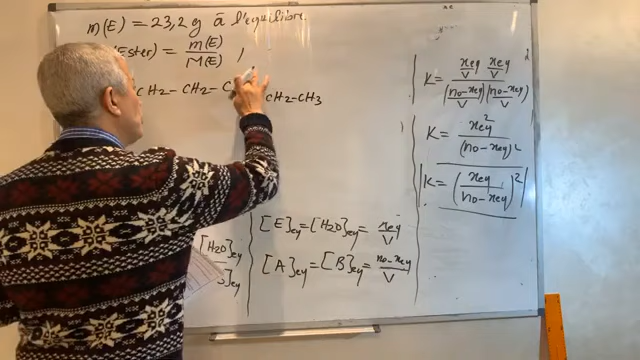 m(E) = 23,2 g à l'équilibre.
(Ester) = m(E)/M(E) ,
CH2 – CH2 – C CH2 – CH3
[E]eq = [H2O]eq = xeq/V
[A]eq = [B]eq = (n0 – xeq)/V
[H2O]eq
]eq
K = (xeq/V xeq/V)/((n0 – xeq)/V)((n0 – xeq)/V)
K = xeq²/(n0 – xeq)²
K = (xeq/(n0 – xeq))²